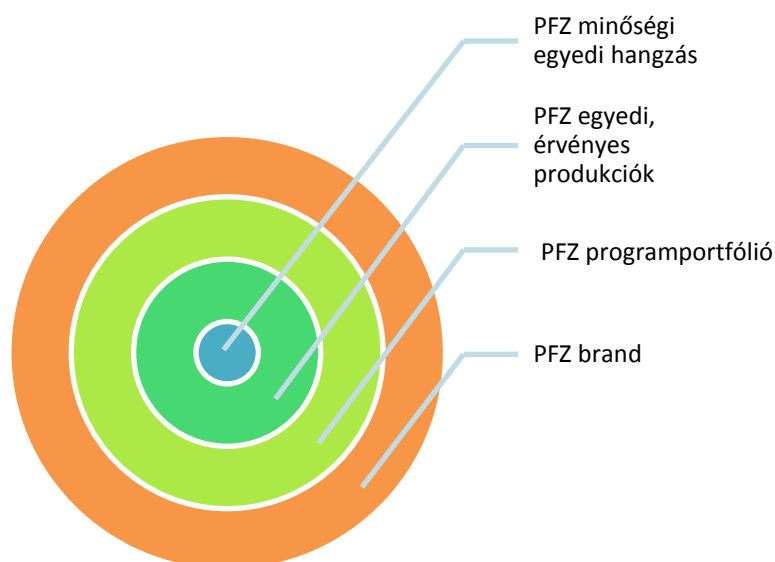 PFZ minőségi
egyedi hangzás
PFZ egyedi,
érvényes
produkciók
PFZ programportfólió
PFZ brand